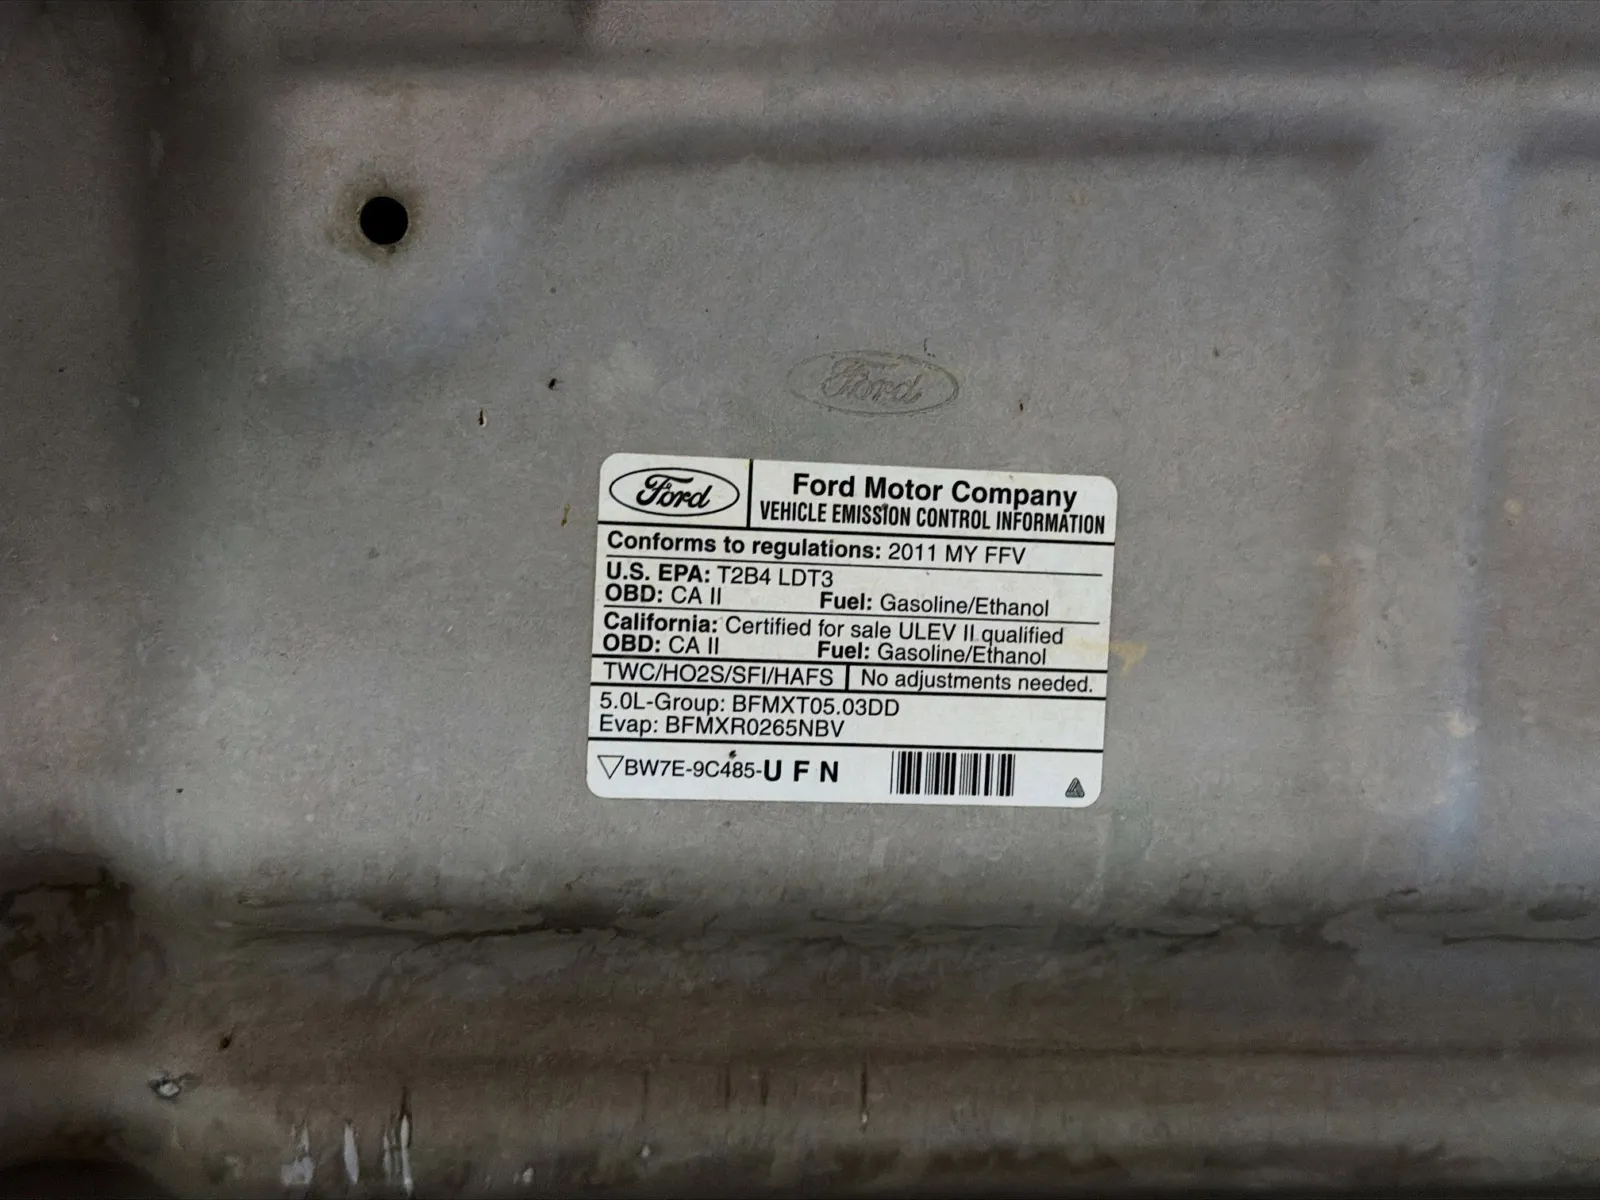 Ford
Ford
Ford Motor Company
VEHICLE EMISSION CONTROL INFORMATION
Conforms to regulations: 2011 MY FFV
U.S. EPA: T2B4 LDT3
OBD: CA II Fuel: Gasoline/Ethanol
California: Certified for sale ULEV II qualified
OBD: CA II Fuel: Gasoline/Ethanol
TWC/HO2S/SFI/HAFS No adjustments needed.
5.0L-Group: BFMXT05.03DD
Evap: BFMXR0265NBV
BW7E-9C485-U F N